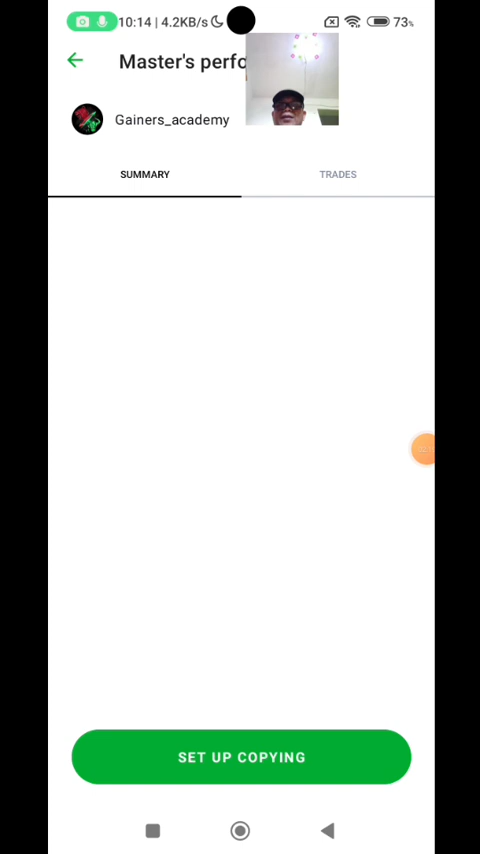 10:14 | 4.2KB/s 73%
Master's perfo
Gainers_academy
SUMMARY TRADES
SET UP COPYING